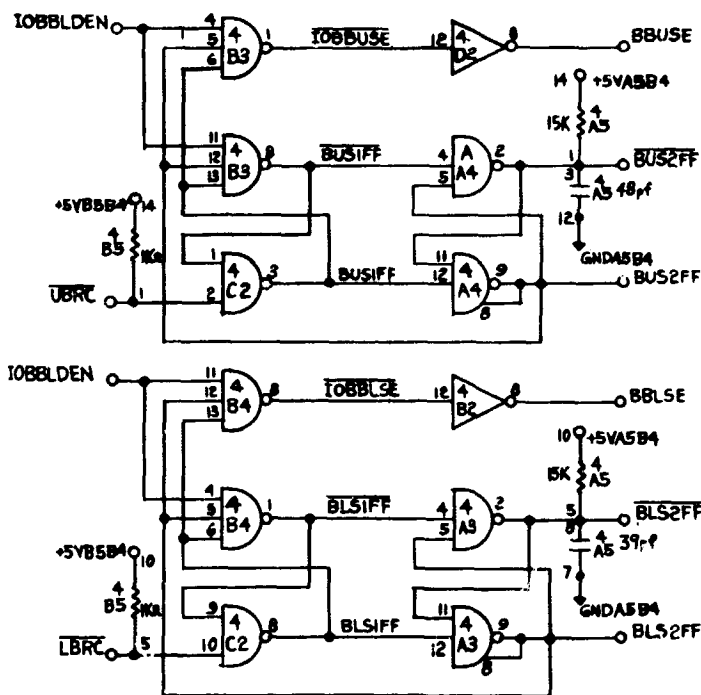 IOBBLDEN
4
5
6
4
B3
1
IOBBUSE
12
4
D2
8
BBUSE
14
+5VA5B4
15K
4
A5
11
12
13
4
B3
8
BUS1FF
4
5
A
A4
2
1
BUS2FF
3
4
A5
48pf
12
GNDA5B4
+5VB5B4
14
4
B5
1KΩ
UBRC
1
1
2
4
C2
3
BUS1FF
11
12
4
A4
9
8
BUS2FF
IOBBLDEN
11
12
13
4
B4
8
IOBBLSE
12
4
B2
8
BBLSE
10
+5VA5B4
15K
4
A5
4
5
6
4
B4
1
BLS1FF
4
5
4
A3
2
5
BLS2FF
8
4
A5
39pf
7
GNDA5B4
+5VB5B4
10
4
B5
1KΩ
LBRC
5
9
10
4
C2
8
BLS1FF
11
12
4
A3
9
8
BLS2FF